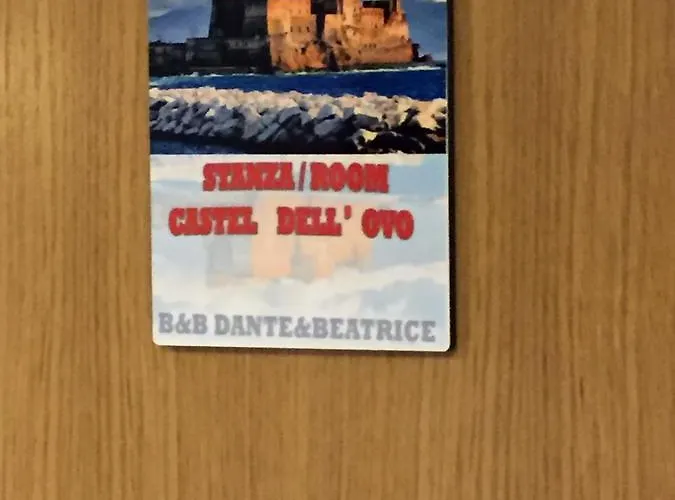 STANZA/ROOM
CASTEL DELL' OVO
B&B DANTE&BEATRICE